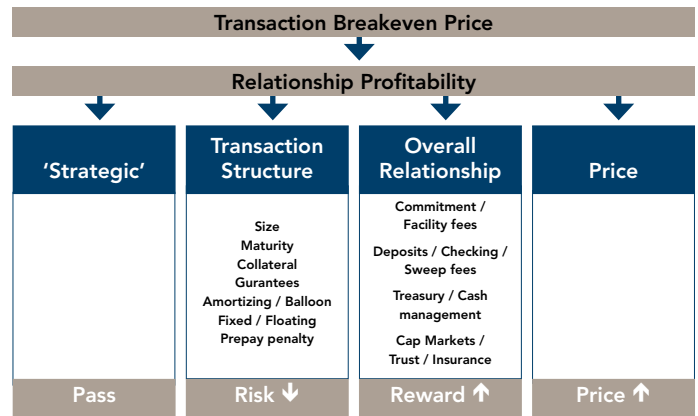 Transaction Breakeven Price
Relationship Profitability
'Strategic'
Pass
Transaction
Structure
Size
Maturity
Collateral
Gurantees
Amortizing / Balloon
Fixed / Floating
Prepay penalty
Risk ↓
Overall
Relationship
Commitment /
Facility fees
Deposits / Checking /
Sweep fees
Treasury / Cash
management
Cap Markets /
Trust / Insurance
Reward ↑
Price
Price ↑